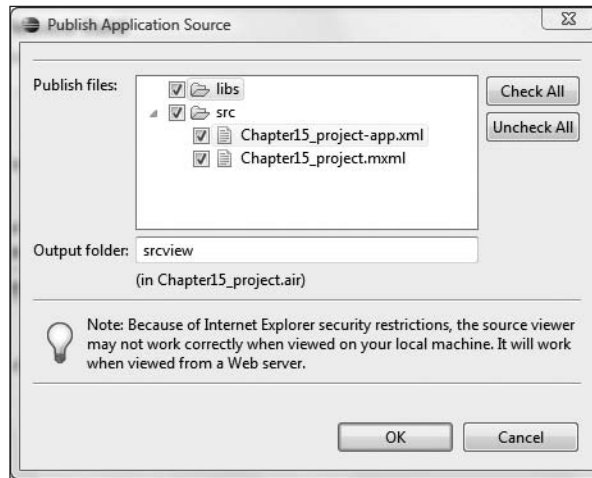 Publish Application Source
Publish files:
libs
src
Chapter15_project-app.xml
Chapter15_project.mxml
Check All
Uncheck All
Output folder:
srcview
(in Chapter15_project.air)
Note: Because of Internet Explorer security restrictions, the source viewer
may not work correctly when viewed on your local machine. It will work
when viewed from a Web server.
OK
Cancel